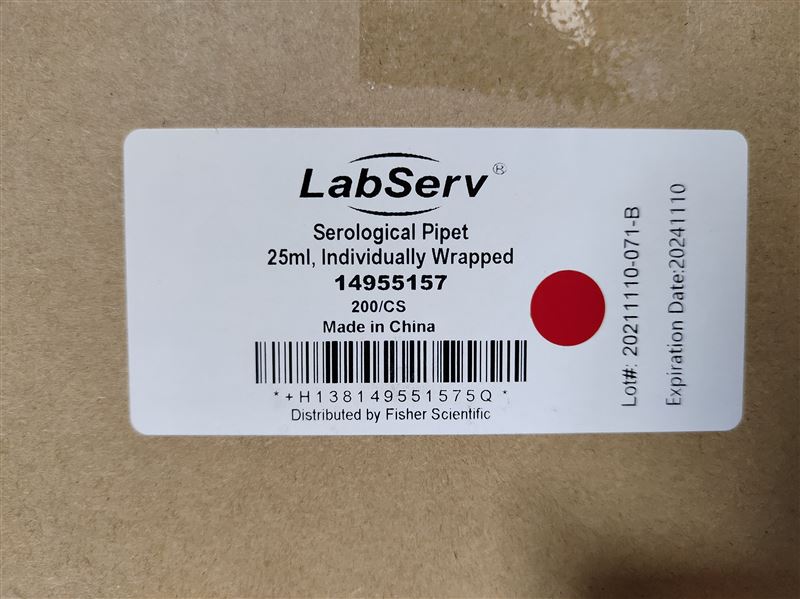 LabServ®
Serological Pipet
25ml, Individually Wrapped
14955157
200/CS
Made in China
*+H138149551575Q*
Distributed by Fisher Scientific
Lot#: 20211110-071-B
Expiration Date:20241110